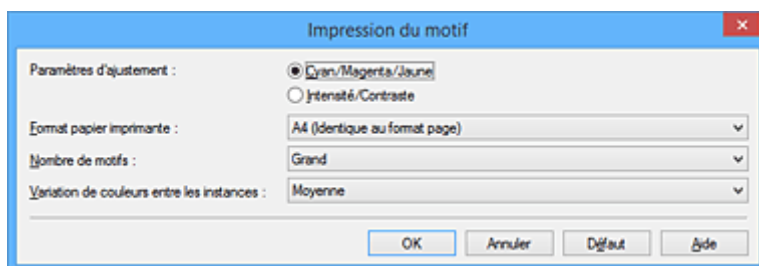 Impression du motif
Paramètres d'ajustement : Cyan/Magenta/Jaune
Intensité/Contraste
Format papier imprimante : A4 (Identique au format page)
Nombre de motifs : Grand
Variation de couleurs entre les instances : Moyenne
OK Annuler Défaut Aide